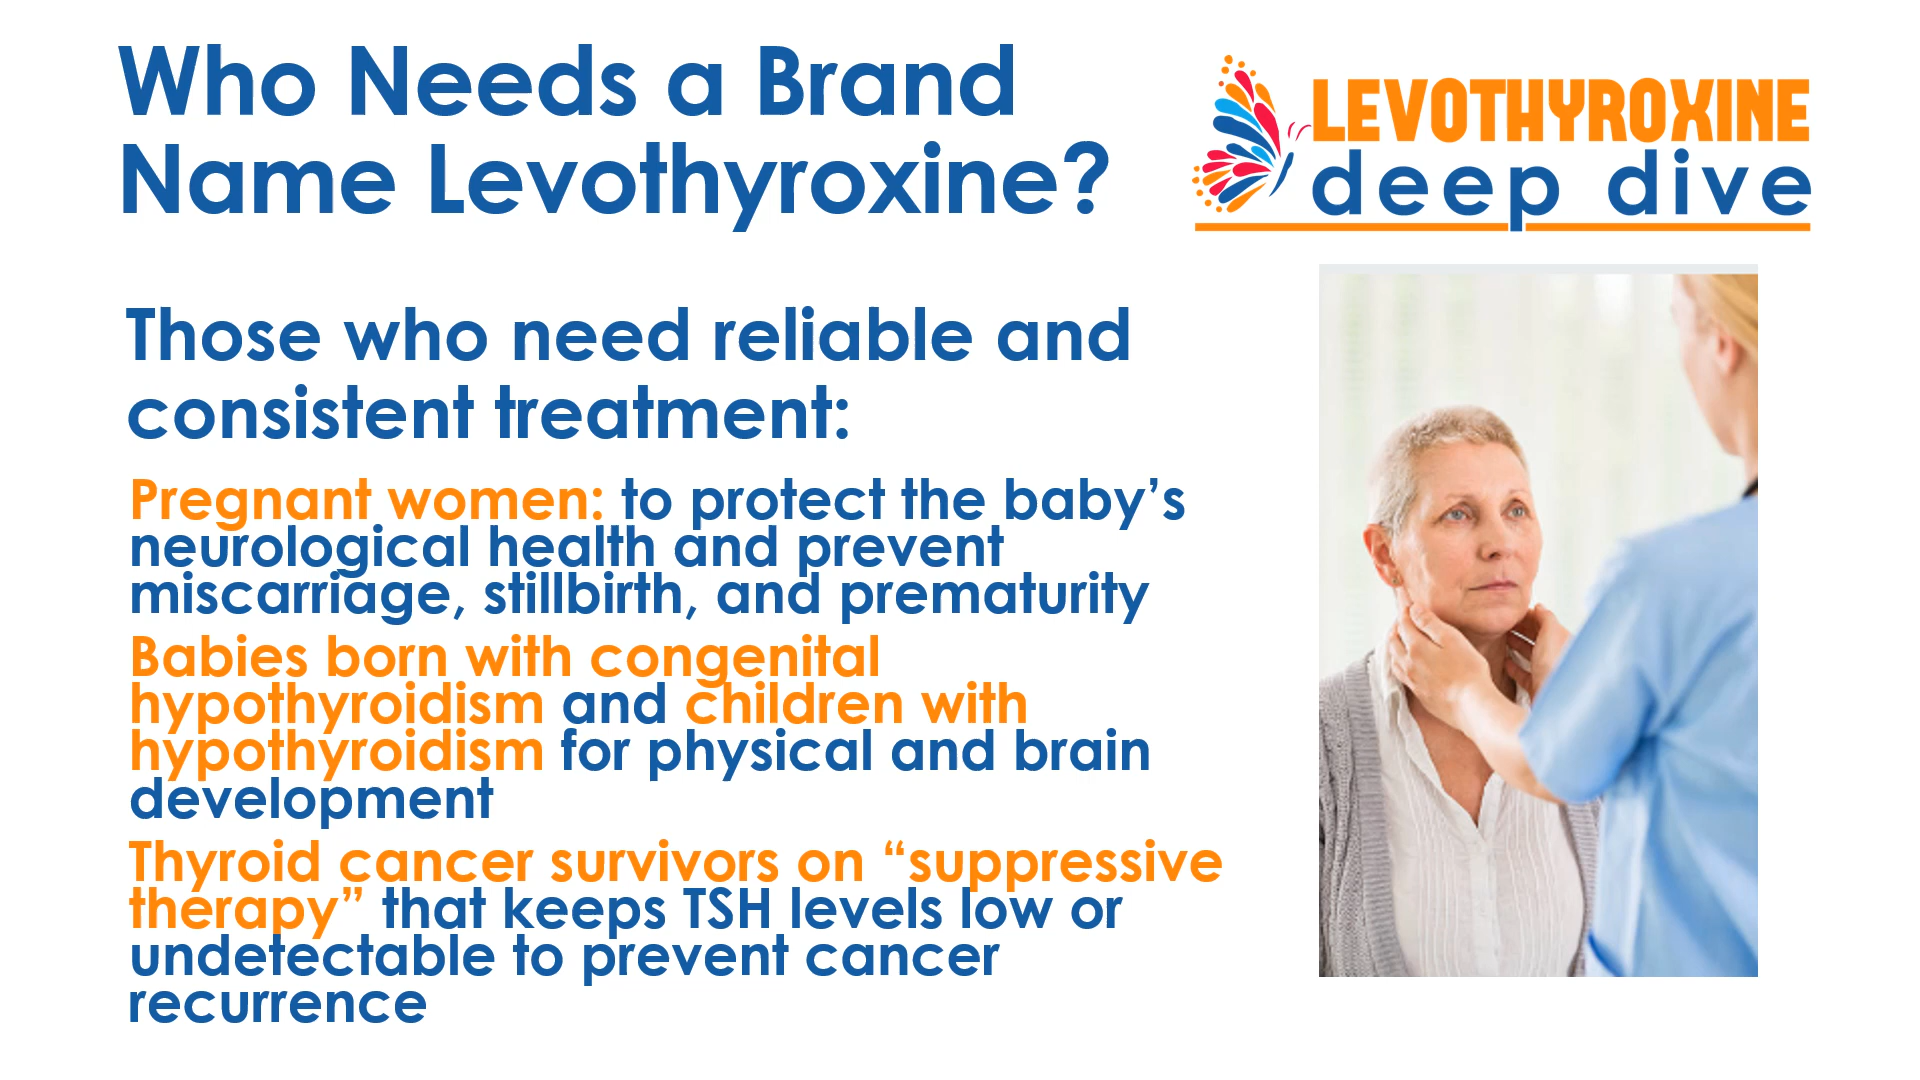 Who Needs a Brand
Name Levothyroxine?
LEVOTHYROXINE
deep dive
Those who need reliable and
consistent treatment:
Pregnant women: to protect the baby’s
neurological health and prevent
miscarriage, stillbirth, and prematurity
Babies born with congenital
hypothyroidism and children with
hypothyroidism for physical and brain
development
Thyroid cancer survivors on “suppressive
therapy” that keeps TSH levels low or
undetectable to prevent cancer
recurrence